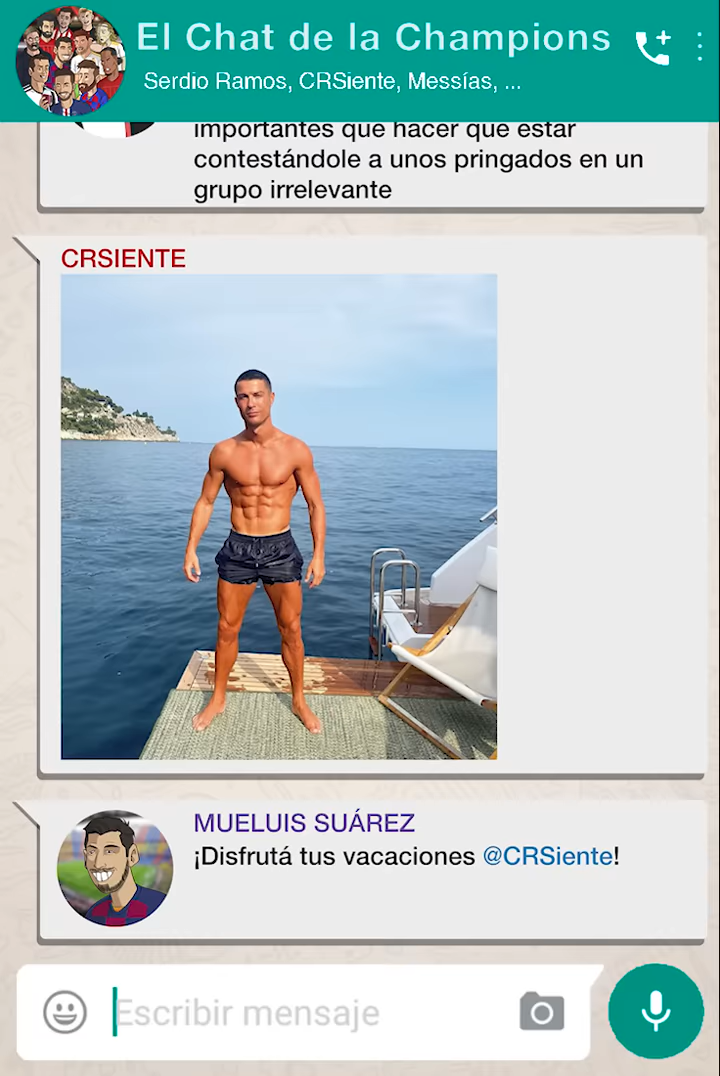 El Chat de la Champions
Serdio Ramos, CRSiente, Messías, ...
importantes que hacer que estar
contestándole a unos pringados en un
grupo irrelevante
CRSIENTE
MUELUIS SUÁREZ
¡Disfrutá tus vacaciones @CRSiente!
Escribir mensaje